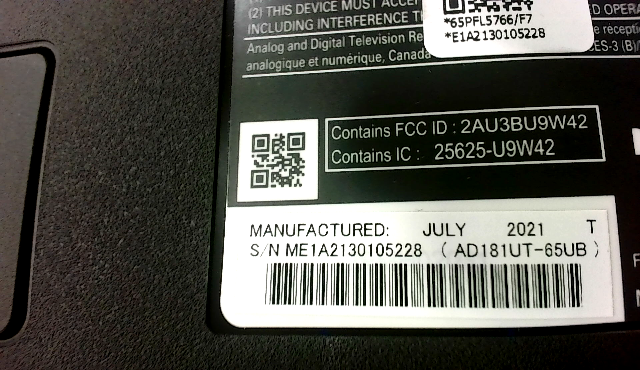 (2) THIS DEVICE MUST ACCEPT
INCLUDING INTERFERENCE
Analog and Digital Television
analogique et numérique, Canada
*65PFL5766/F7
*E1A2130105228
Contains FCC ID : 2AU3BU9W42
Contains IC : 25625-U9W42
MANUFACTURED: JULY 2021 T
S/N ME1A2130105228 ( AD181UT-65UB )